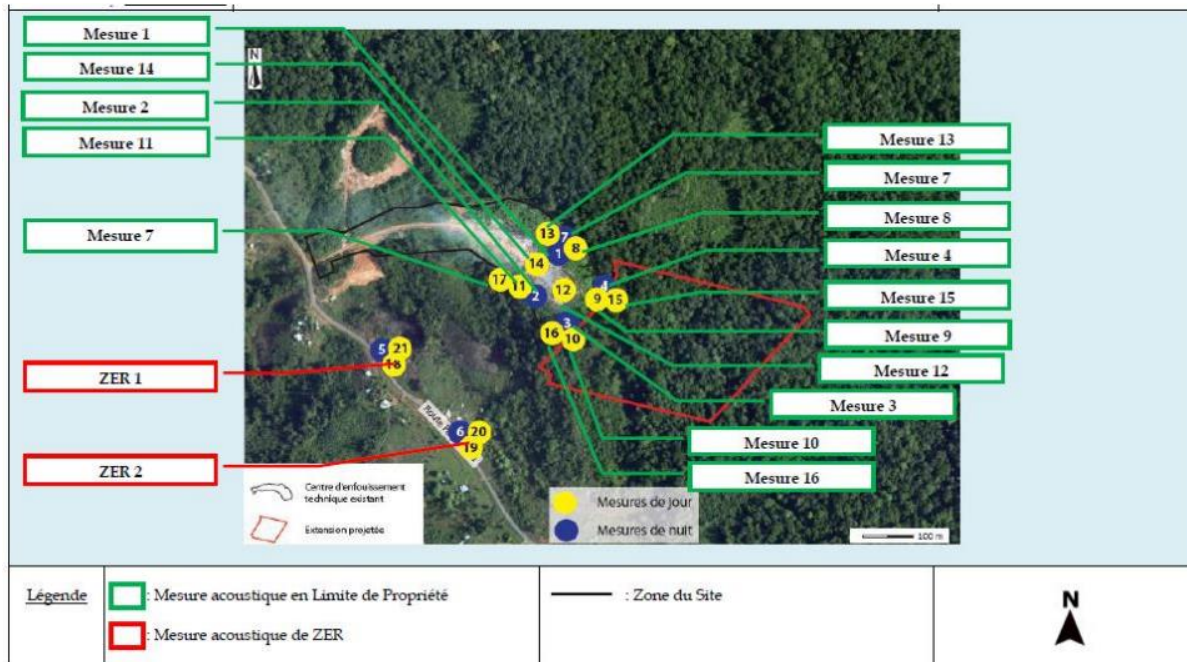 Mesure 1
Mesure 14
Mesure 2
Mesure 11
Mesure 7
ZER 1
ZER 2
N
13
7
1
8
14
17
11
2
12
4
9
15
3
16
10
5
21
18
6
20
19
Route
Mesure 13
Mesure 7
Mesure 8
Mesure 4
Mesure 15
Mesure 9
Mesure 12
Mesure 3
Mesure 10
Mesure 16
Centre d'enfouissement
technique existant
Extension projetée
Mesures de jour
Mesures de nuit
100 m
Légende
: Mesure acoustique en Limite de Propriété
: Mesure acoustique de ZER
: Zone du Site
N